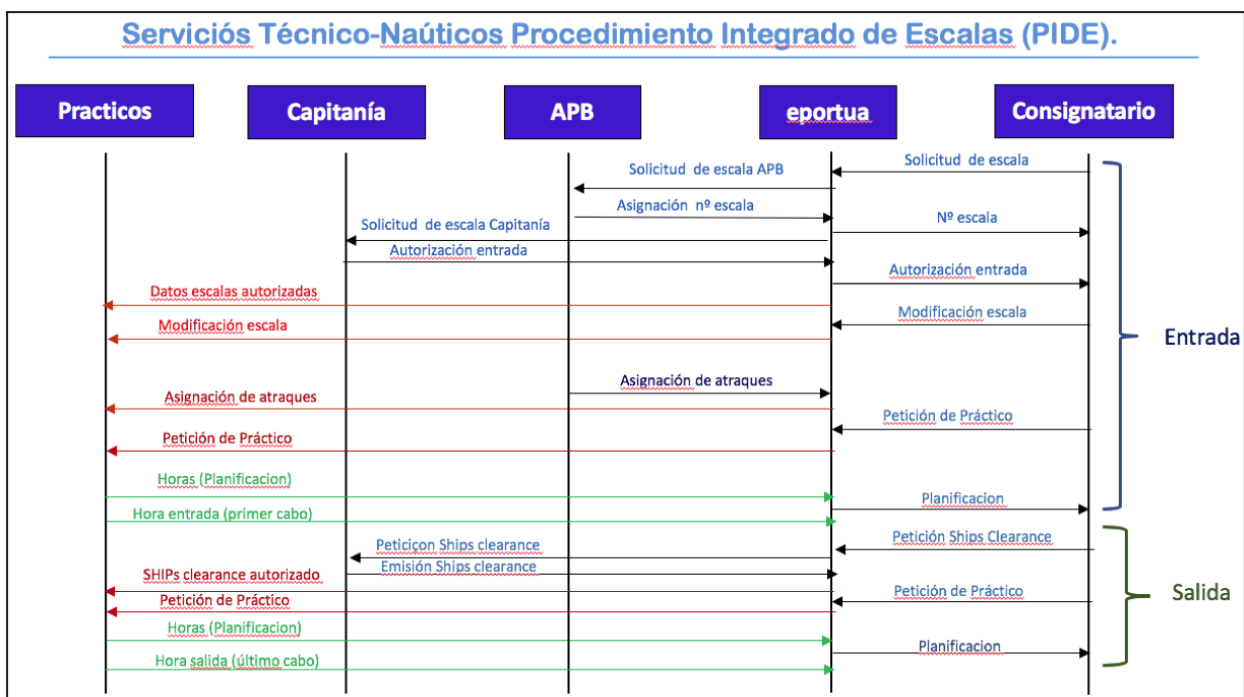 Serviciós Técnico-Naúticos Procedimiento Integrado de Escalas (PIDE).
Practicos
Capitanía
APB
eportua
Consignatario
Solicitud de escala
Solicitud de escala APB
Asignación nº escala
Nº escala
Solicitud de escala Capitanía
Autorización entrada
Autorización entrada
Datos escalas autorizadas
Modificación escala
Modificación escala
Entrada
Asignación de atraques
Asignación de atraques
Petición de Práctico
Petición de Práctico
Horas (Planificacion)
Planificacion
Hora entrada (primer cabo)
Petición Ships Clearance
Petiçicon Ships clearance
Emisión Ships clearance
SHIPs clearance autorizado
Petición de Práctico
Petición de Práctico
Salida
Horas (Planificacion)
Planificacion
Hora salida (último cabo)